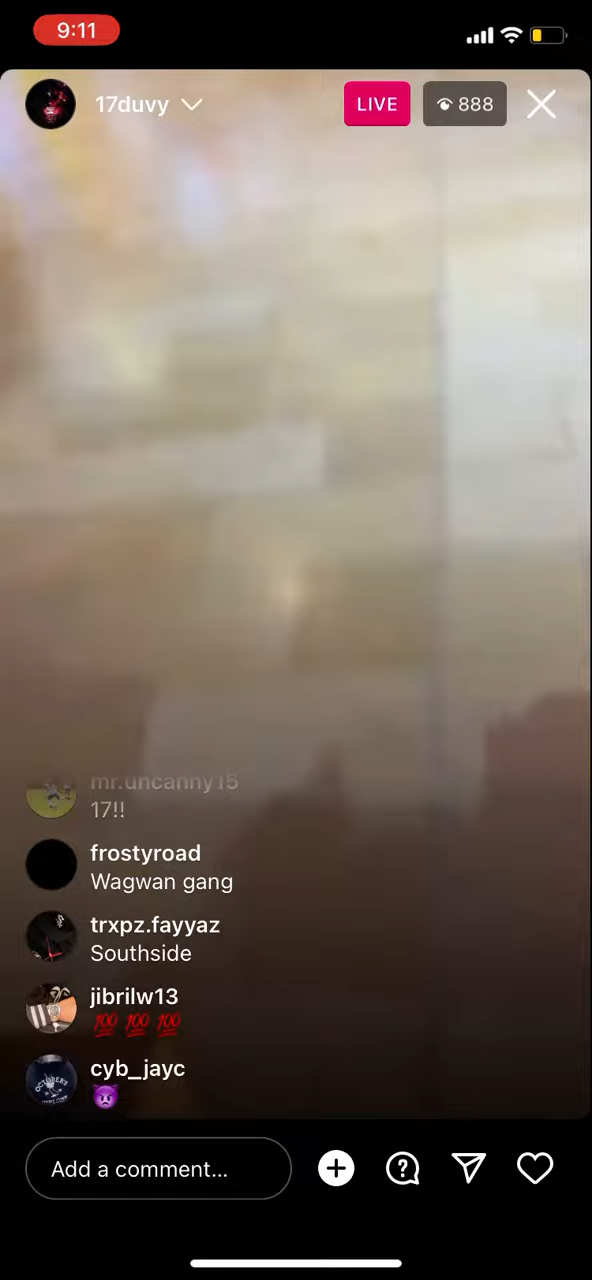 9:11
17duvy
LIVE
888
mr.uncanny15
17!!
frostyroad
Wagwan gang
trxpz.fayyaz
Southside
jibrilw13
💯 💯 💯
cyb_jayc
😈
Add a comment...